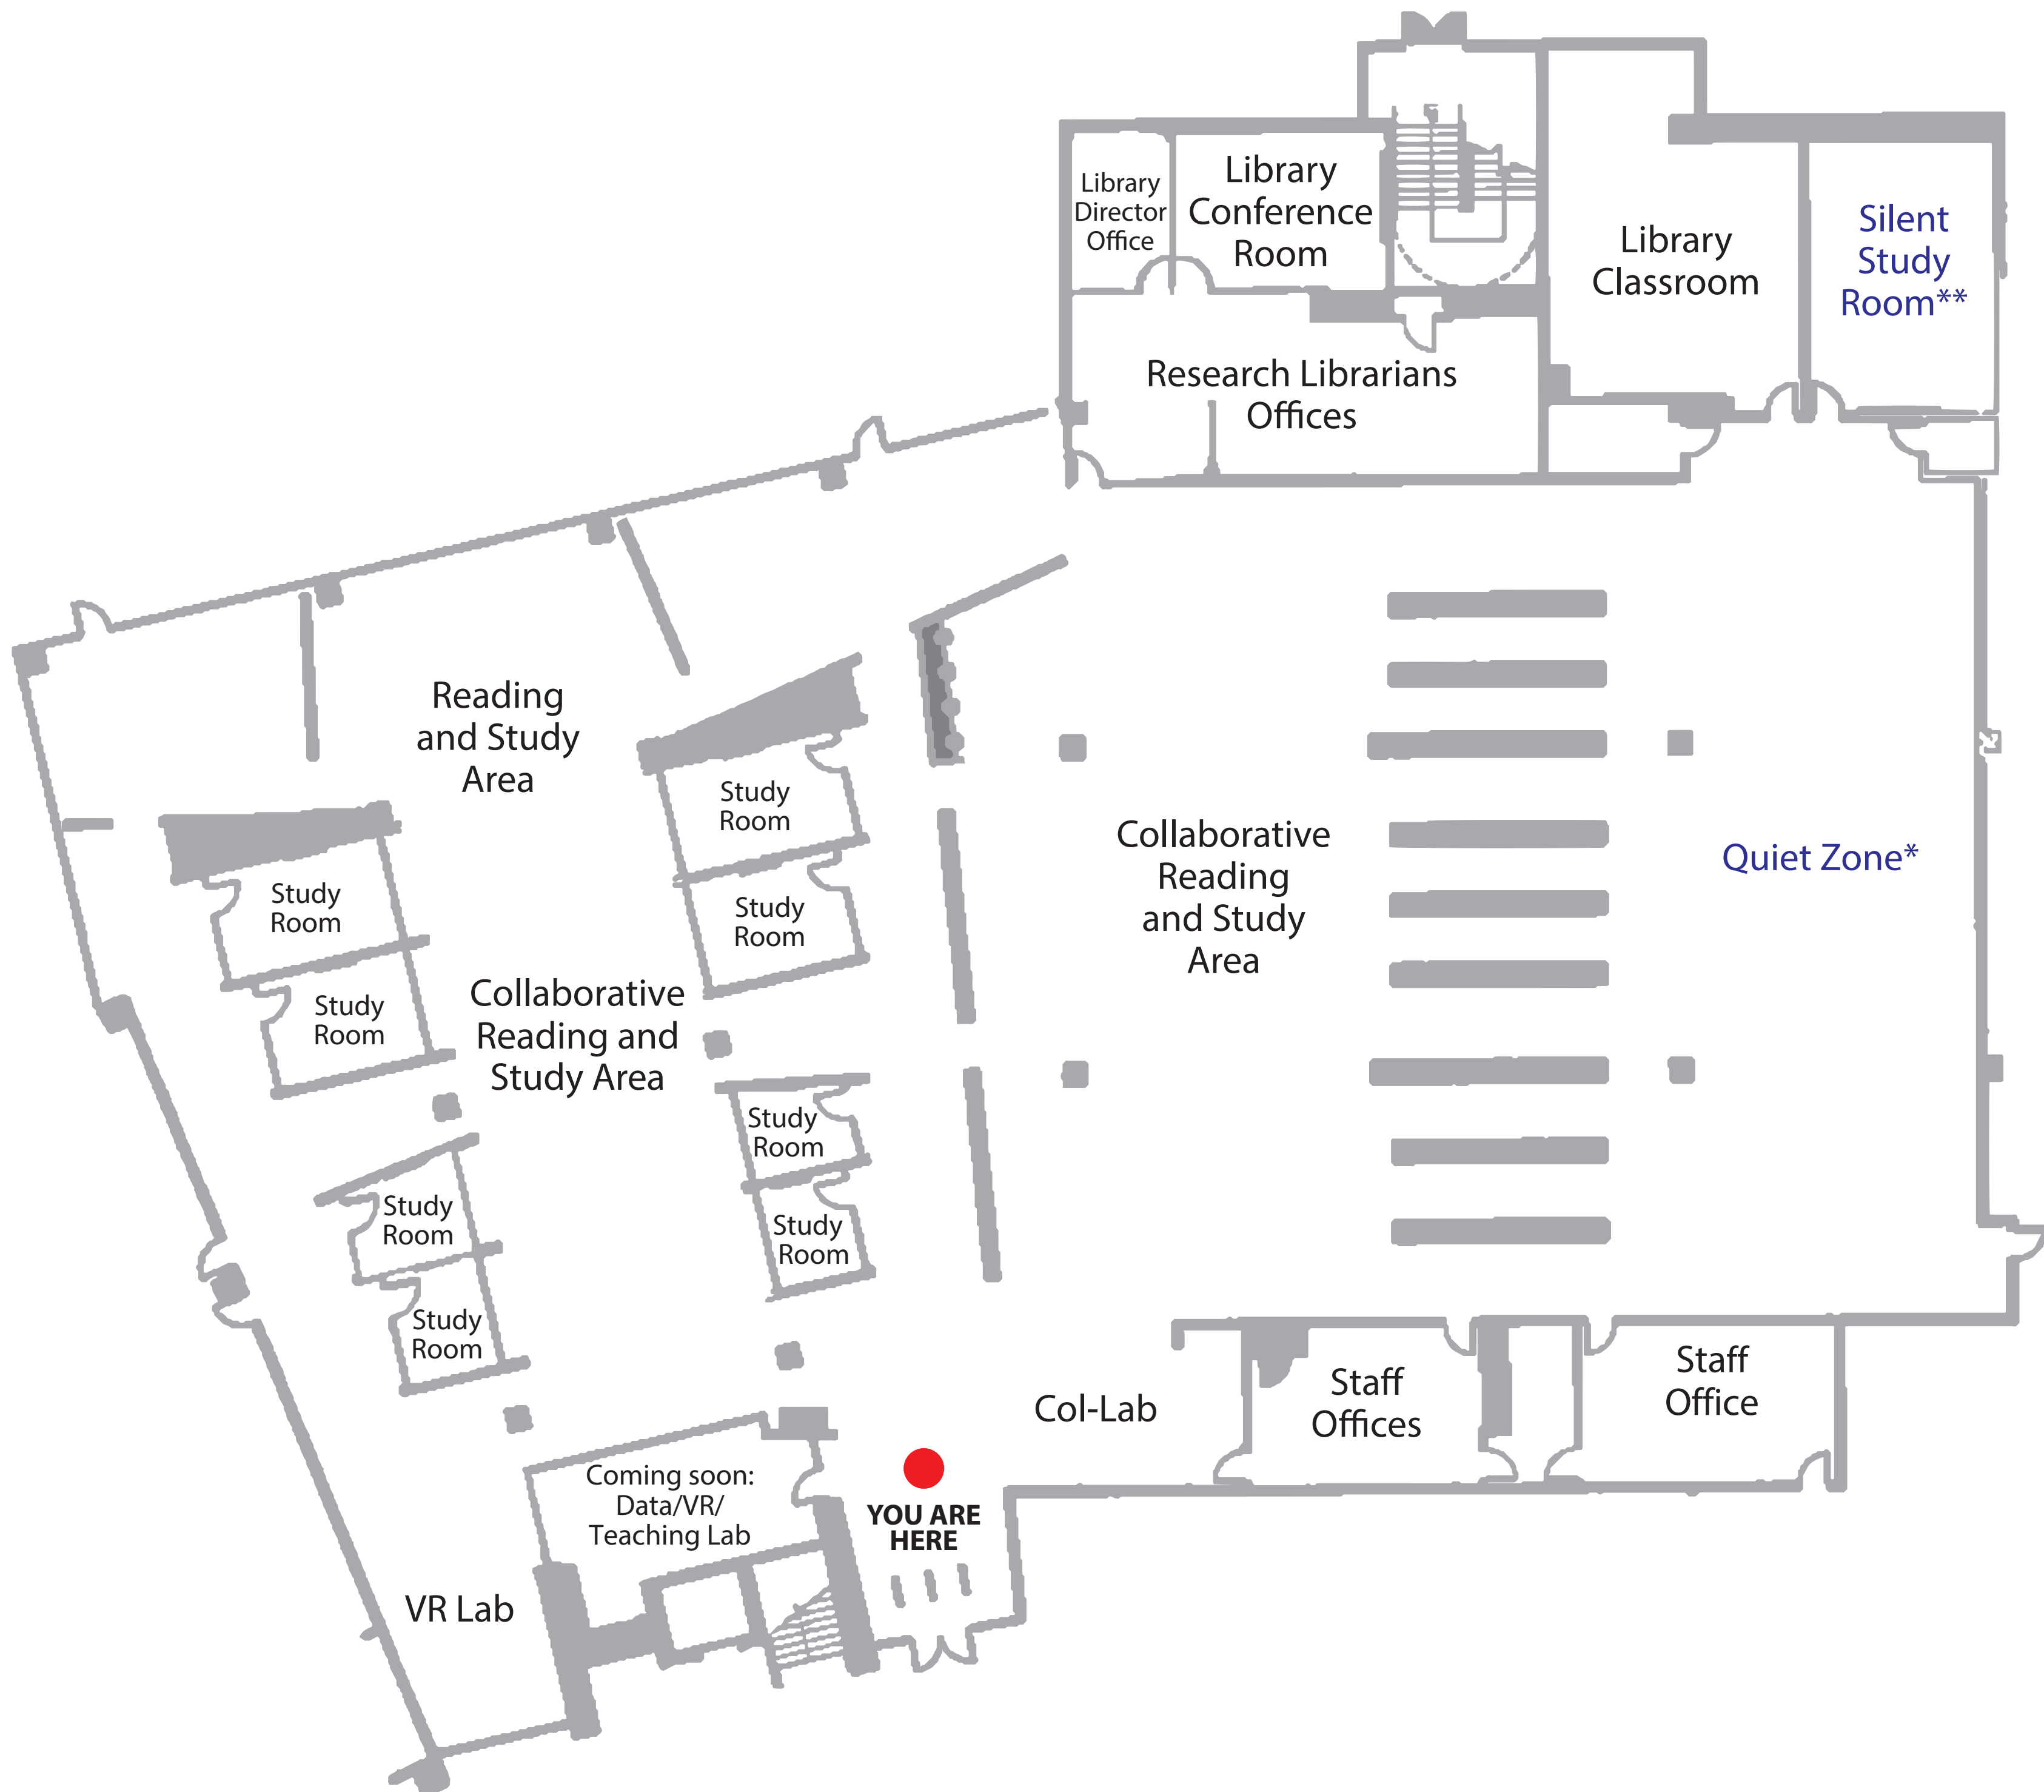 Library
Director
Office
Library
Conference
Room
Library
Classroom
Silent
Study
Room**
Research Librarians
Offices
Reading
and Study
Area
Study
Room
Study
Room
Study
Room
Study
Room
Collaborative
Reading
and Study
Area
Quiet Zone*
Collaborative
Reading and
Study Area
Study
Room
Study
Room
Study
Room
Study
Room
Col-Lab
Staff
Offices
Staff
Office
Coming soon:
Data/VR/
Teaching Lab
YOU ARE
HERE
VR Lab